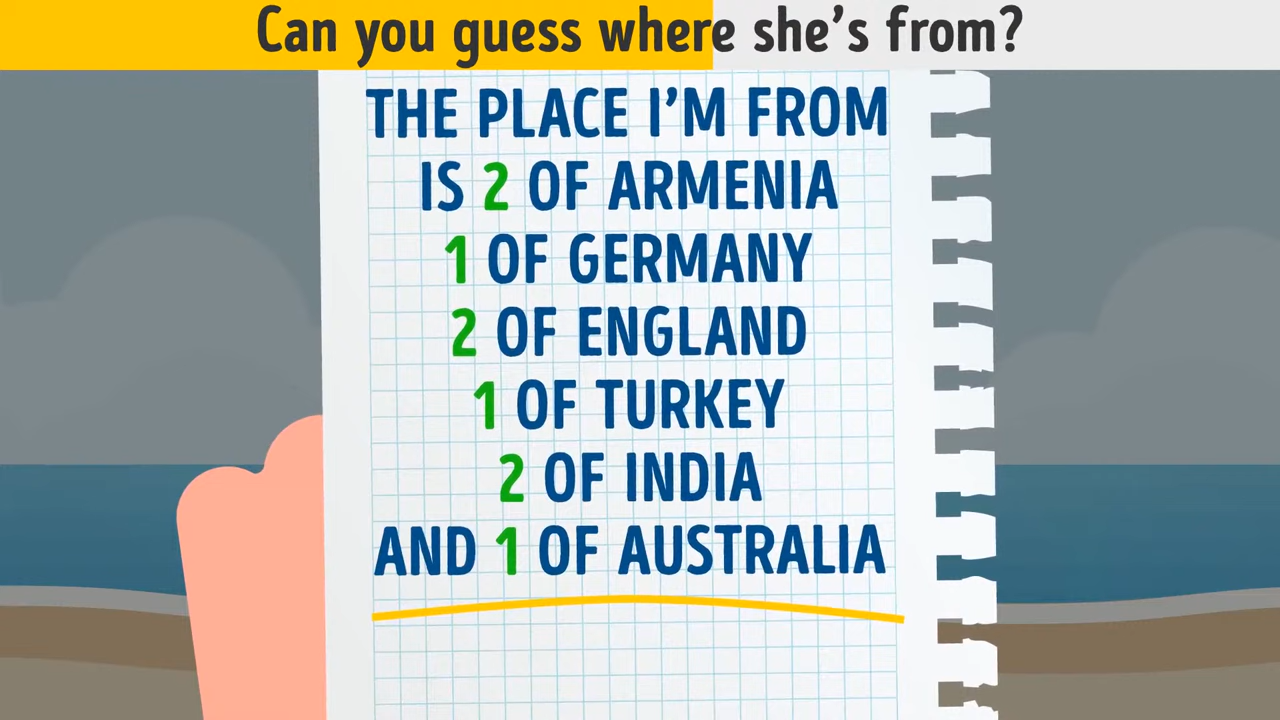 Can you guess where she's from?
THE PLACE I'M FROM
IS 2 OF ARMENIA
1 OF GERMANY
2 OF ENGLAND
1 OF TURKEY
2 OF INDIA
AND 1 OF AUSTRALIA